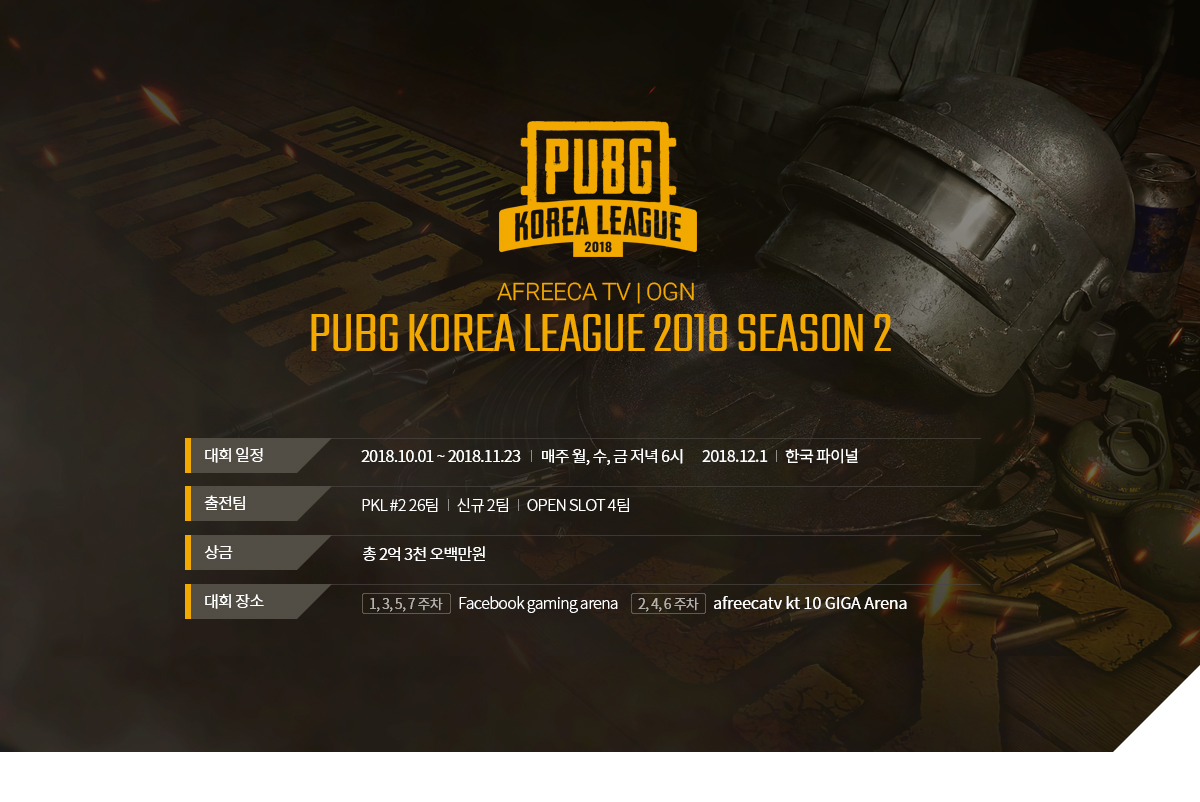 PUBG
KOREA LEAGUE
2018
AFREECA TV | OGN
PUBG KOREA LEAGUE 2018 SEASON 2
대회 일정 2018.10.01 ~ 2018.11.23 | 매주 월, 수, 금 저녁 6시 2018.12.1 | 한국 파이널
출전팀 PKL #2 26팀 | 신규 2팀 | OPEN SLOT 4팀
상금 총 2억 3천 오백만원
대회 장소 1, 3, 5, 7 주차 Facebook gaming arena 2, 4, 6 주차 afreecatv kt 10 GIGA Arena